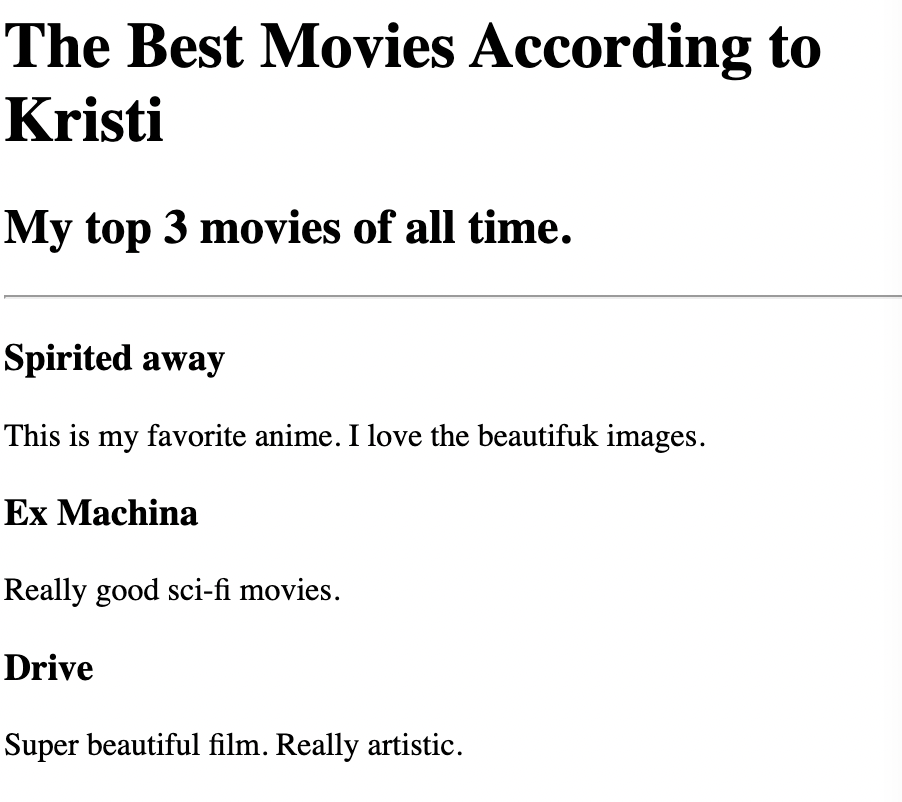 The Best Movies According to
Kristi
My top 3 movies of all time.
Spirited away
This is my favorite anime. I love the beautifuk images.
Ex Machina
Really good sci-fi movies.
Drive
Super beautiful film. Really artistic.